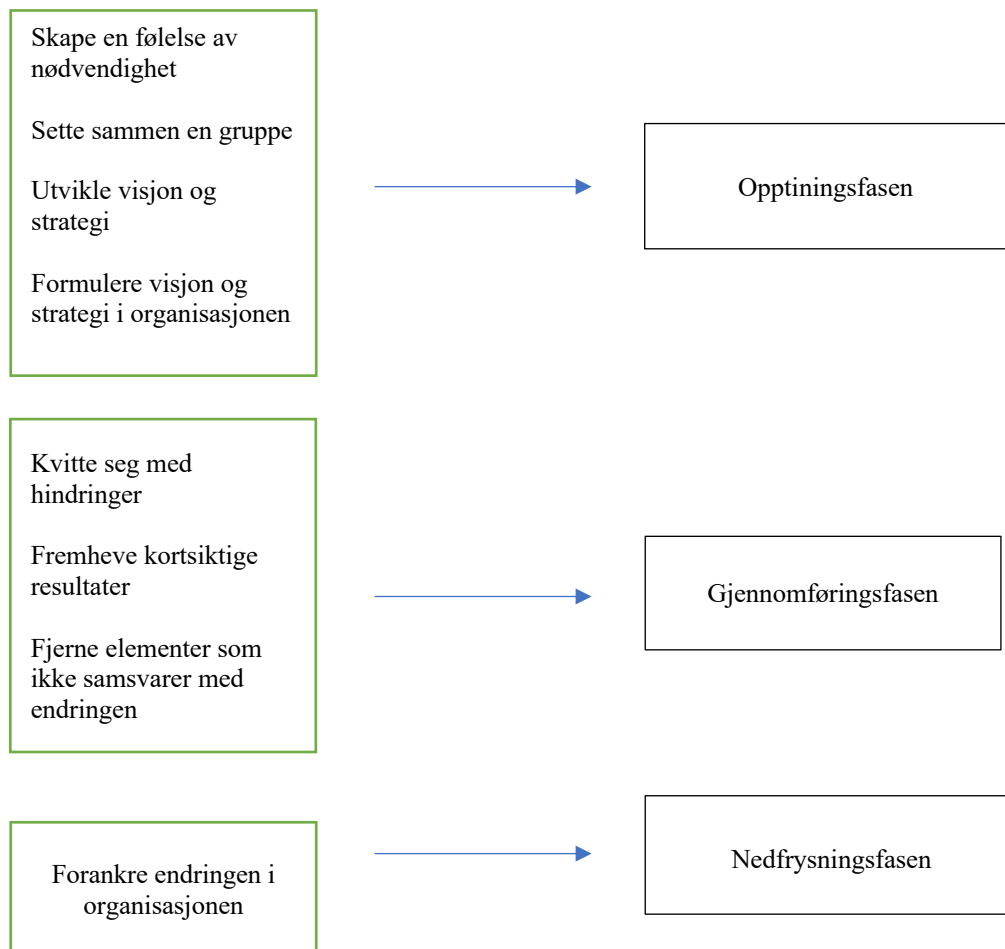 Skape en følelse av
nødvendighet
Sette sammen en gruppe
Utvikle visjon og
strategi
Formulere visjon og
strategi i organisasjonen
Opptiningsfasen
Kvitte seg med
hindringer
Fremheve kortsiktige
resultater
Fjerne elementer som
ikke samsvarer med
endringen
Gjennomføringsfasen
Forankre endringen i
organisasjonen
Nedfrysningsfasen